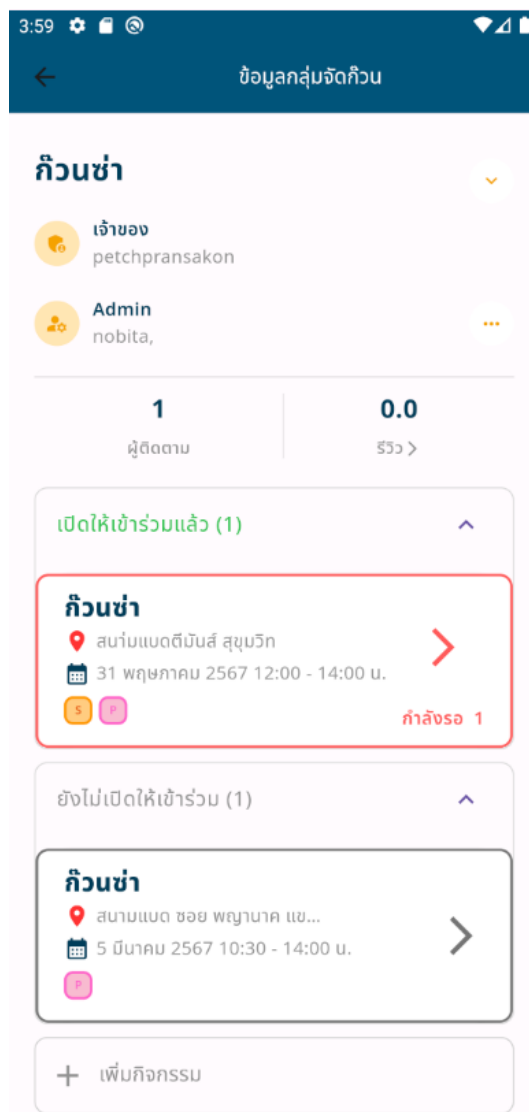 3:59
ข้อมูลกลุ่มจัดก๊วน
ก๊วนซ่า
เจ้าของ
petchpransakon
Admin
nobita,
1
ผู้ติดตาม
0.0
รีวิว >
เปิดให้เข้าร่วมแล้ว (1)
ก๊วนซ่า
สนา่มแบดตีมันส์ สุขุมวิท
31 พฤษภาคม 2567 12:00 - 14:00 น.
S P
กำลังรอ 1
ยังไม่เปิดให้เข้าร่วม (1)
ก๊วนซ่า
สนามแบด ซอย พญานาค แข...
5 มีนาคม 2567 10:30 - 14:00 น.
P
+ เพิ่มกิจกรรม